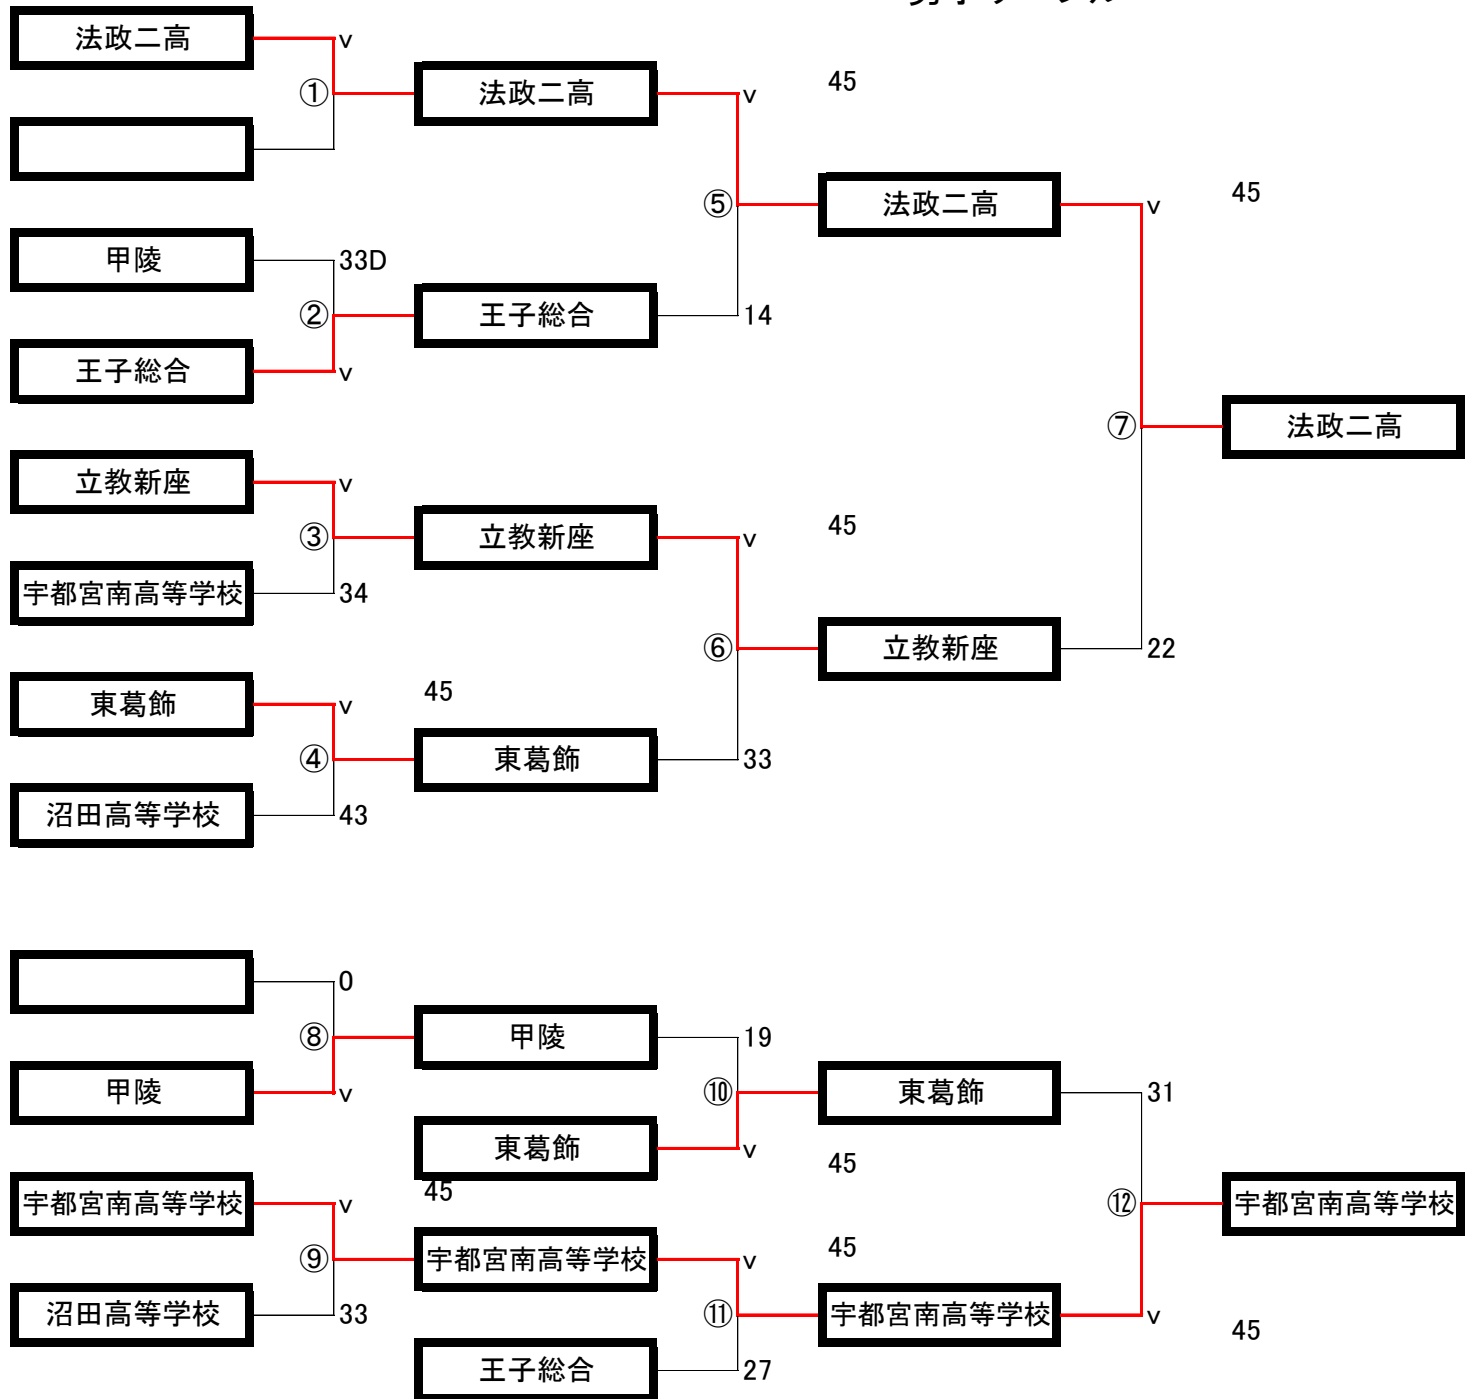 法政二高
v
①
法政二高
v
45
甲陵
33D
②
王子総合
14
王子総合
v
⑤
法政二高
v
45
立教新座
v
③
立教新座
v
45
宇都宮南高等学校
34
⑥
立教新座
22
東葛飾
v
45
④
東葛飾
33
沼田高等学校
43
⑦
法政二高
0
⑧
甲陵
19
甲陵
v
⑩
東葛飾
31
東葛飾
v
45
宇都宮南高等学校
v
45
⑨
宇都宮南高等学校
v
45
沼田高等学校
33
⑪
宇都宮南高等学校
v
45
王子総合
27
⑫
宇都宮南高等学校